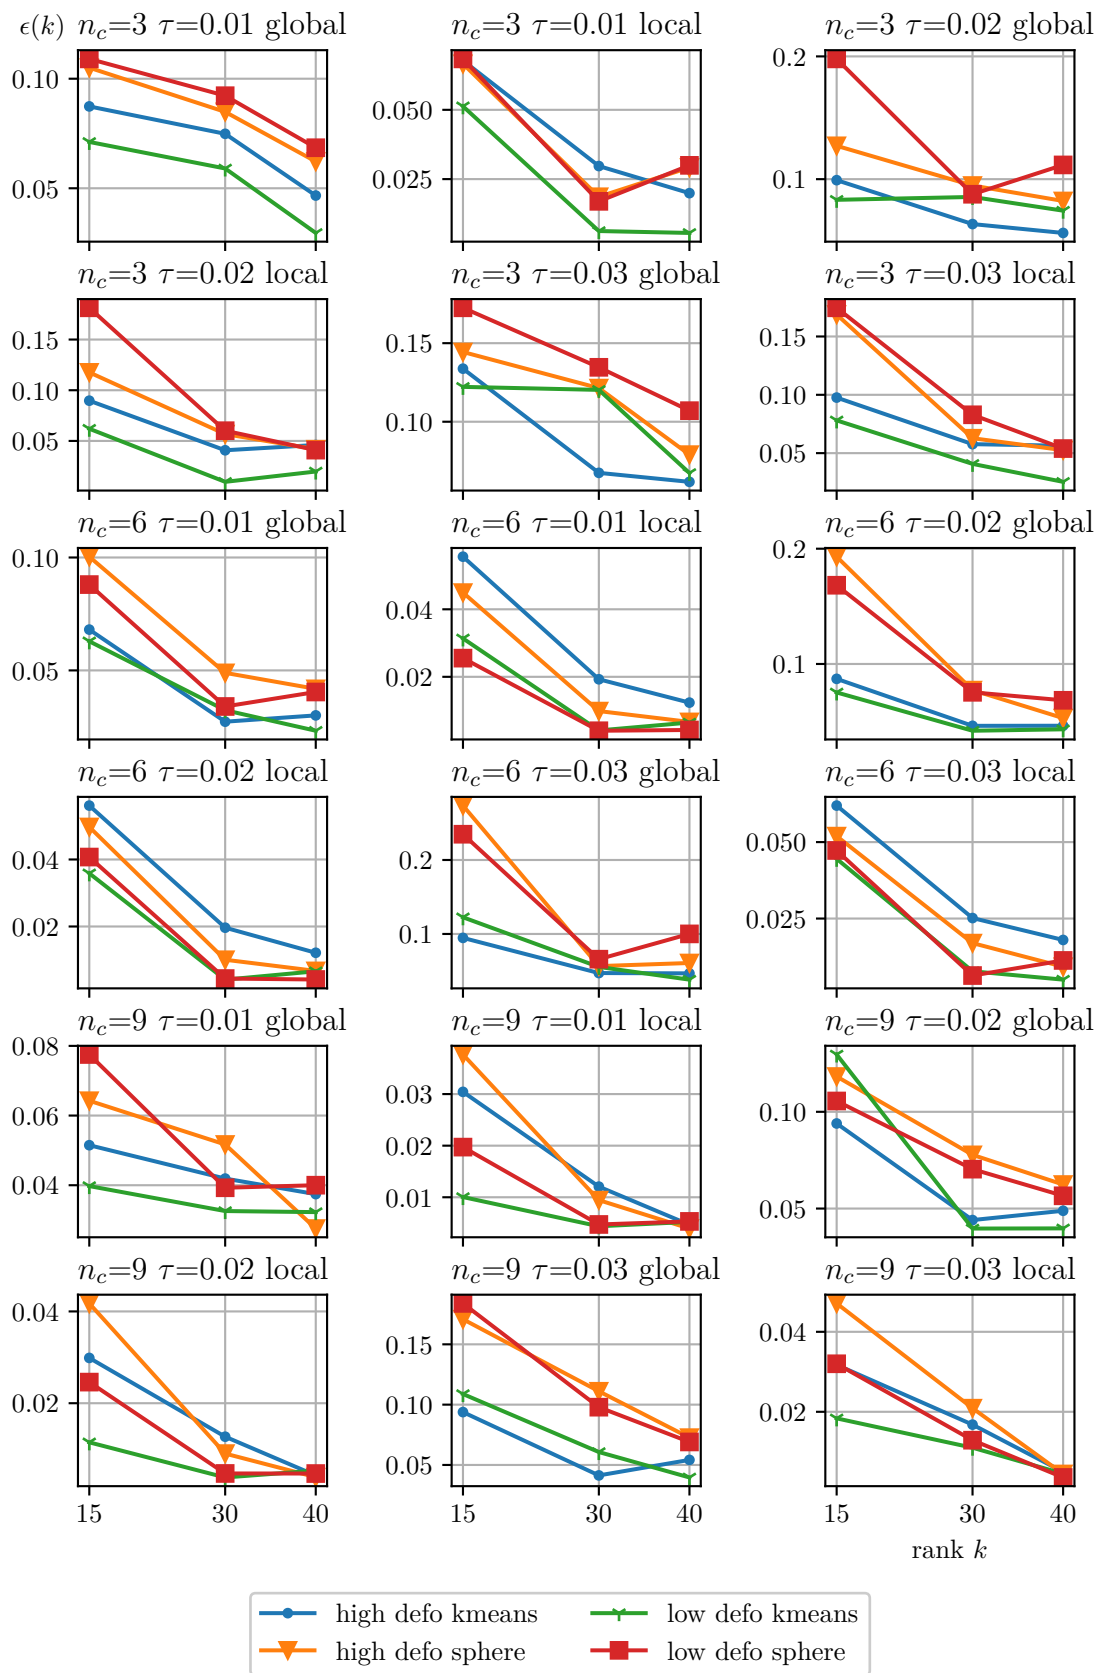 ϵ(k) n_c=3 τ=0.01 global n_c=3 τ=0.01 local n_c=3 τ=0.02 global
0.10 0.050 0.2
0.05 0.025 0.1
n_c=3 τ=0.02 local n_c=3 τ=0.03 global n_c=3 τ=0.03 local
0.15 0.15 0.15
0.10 0.10 0.10
0.05 0.05
n_c=6 τ=0.01 global n_c=6 τ=0.01 local n_c=6 τ=0.02 global
0.10 0.04 0.2
0.05 0.02 0.1
n_c=6 τ=0.02 local n_c=6 τ=0.03 global n_c=6 τ=0.03 local
0.04 0.2 0.050
0.02 0.1 0.025
n_c=9 τ=0.01 global n_c=9 τ=0.01 local n_c=9 τ=0.02 global
0.08 0.03 0.10
0.06 0.02 0.05
0.04 0.01
n_c=9 τ=0.02 local n_c=9 τ=0.03 global n_c=9 τ=0.03 local
0.04 0.15 0.04
0.02 0.10 0.02
0.05
15 30 40 15 30 40 15 30 40
rank k
high defo kmeans low defo kmeans
high defo sphere low defo sphere